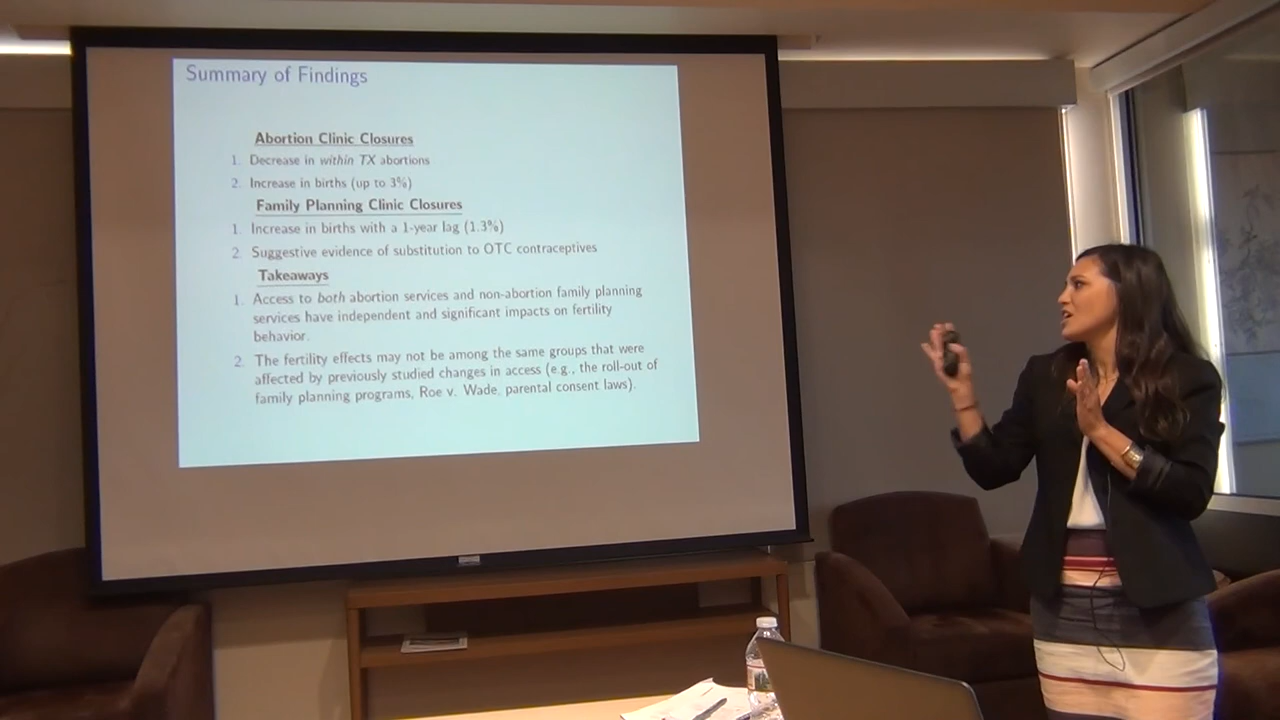 Summary of Findings
Abortion Clinic Closures
1. Decrease in within TX abortions
2. Increase in births (up to 3%)
Family Planning Clinic Closures
1. Increase in births with a 1-year lag (1.3%)
2. Suggestive evidence of substitution to OTC contraceptives
Takeaways
1. Access to both abortion services and non-abortion family planning
services have independent and significant impacts on fertility
behavior.
2. The fertility effects may not be among the same groups that were
affected by previously studied changes in access (e.g., the roll-out of
family planning programs, Roe v. Wade, parental consent laws).